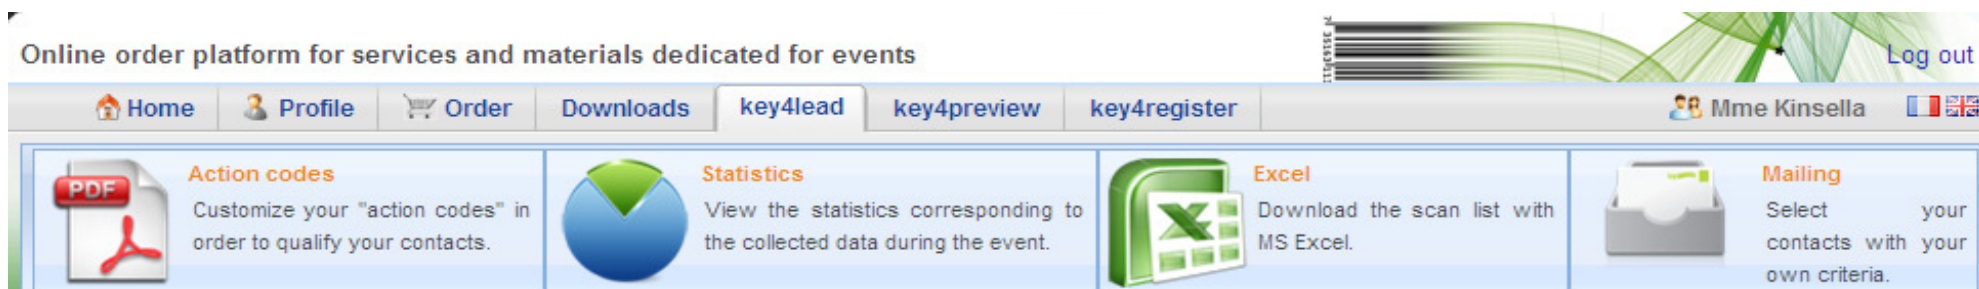 Online order platform for services and materials dedicated for events
Log out
Home Profile Order Downloads key4lead key4preview key4register Mme Kinsella
PDF
Action codes
Customize your "action codes" in
order to qualify your contacts.
Statistics
View the statistics corresponding to
the collected data during the event.
Excel
Download the scan list with
MS Excel.
Mailing
Select your
contacts with your
own criteria.